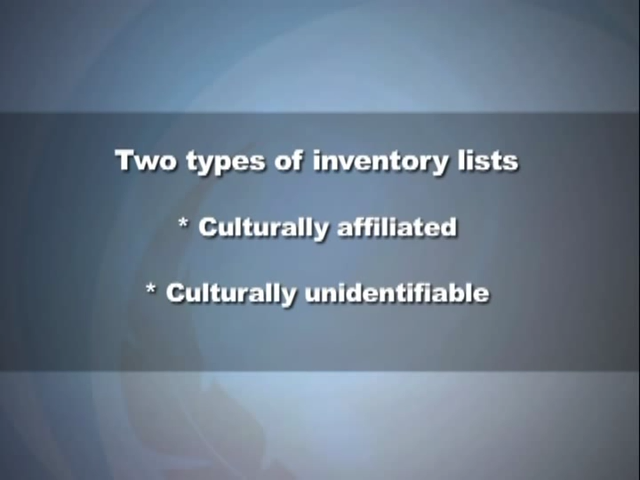 Two types of inventory lists
* Culturally affiliated
* Culturally unidentifiable